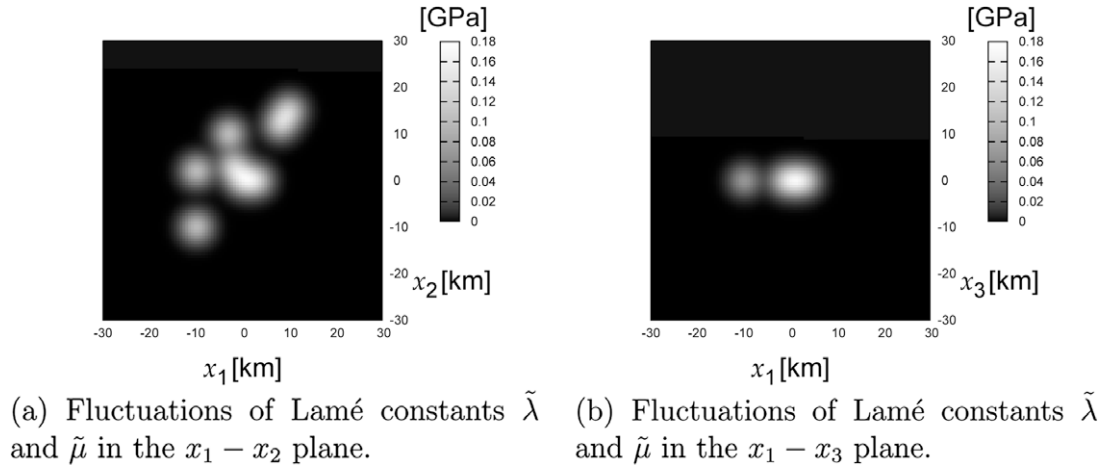 [GPa]
30
20
10
0
-10
-20
-30
0.18
0.16
0.14
0.12
0.1
0.08
0.06
0.04
0.02
0
x2 [km]
-30 -20 -10 0 10 20 30
x1 [km]
(a) Fluctuations of Lamé constants λ̃
and μ̃ in the x1 − x2 plane.
[GPa]
30
20
10
0
-10
-20
-30
0.18
0.16
0.14
0.12
0.1
0.08
0.06
0.04
0.02
0
x3 [km]
-30 -20 -10 0 10 20 30
x1 [km]
(b) Fluctuations of Lamé constants λ̃
and μ̃ in the x1 − x3 plane.